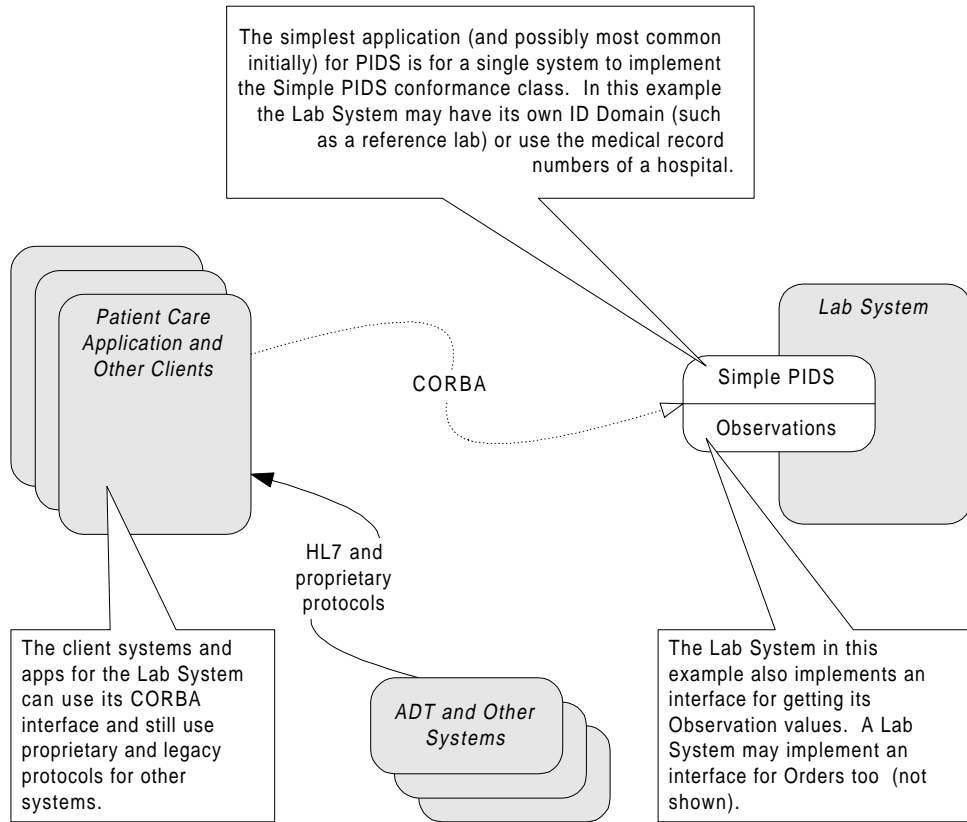 The simplest application (and possibly most common
initially) for PIDS is for a single system to implement
the Simple PIDS conformance class.  In this example
the Lab System may have its own ID Domain (such
as a reference lab) or use the medical record
numbers of a hospital.
Patient Care
Application and
Other Clients
Lab System
CORBA
Simple PIDS
Observations
HL7 and
proprietary
protocols
The client systems and
apps for the Lab System
can use its CORBA
interface and still use
proprietary and legacy
protocols for other
systems.
ADT and Other
Systems
The Lab System in this
example also implements an
interface for getting its
Observation values.  A Lab
System may implement an
interface for Orders too  (not
shown).